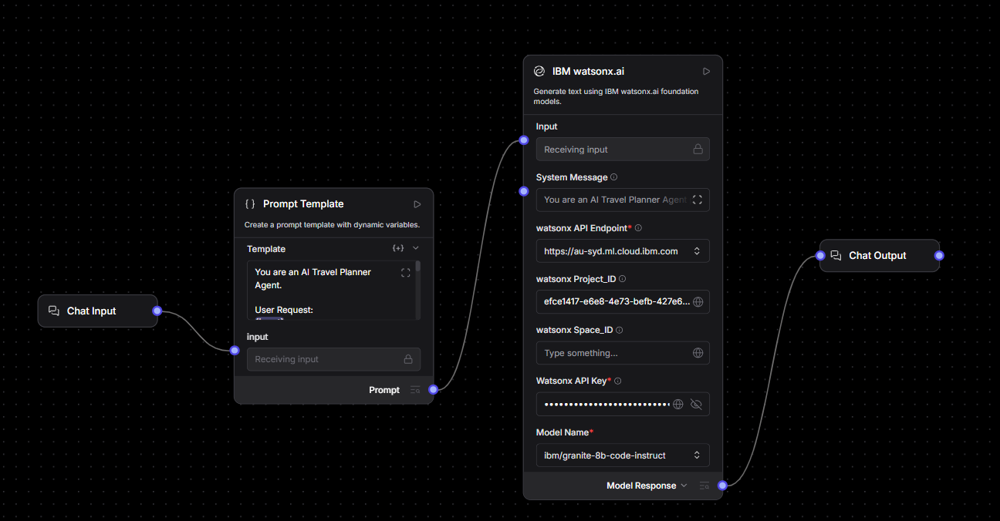 Chat Input
Prompt Template
Create a prompt template with dynamic variables.
Template
You are an AI Travel Planner
Agent.
User Request:
input
Receiving input
Prompt
IBM watsonx.ai
Generate text using IBM watsonx.ai foundation
models.
Input
Receiving input
System Message
You are an AI Travel Planner Agent
watsonx API Endpoint*
https://au-syd.ml.cloud.ibm.com
watsonx Project_ID
efce1417-e6e8-4e73-befb-427e6...
watsonx Space_ID
Type something...
Watsonx API Key*
Model Name*
ibm/granite-8b-code-instruct
Model Response
Chat Output